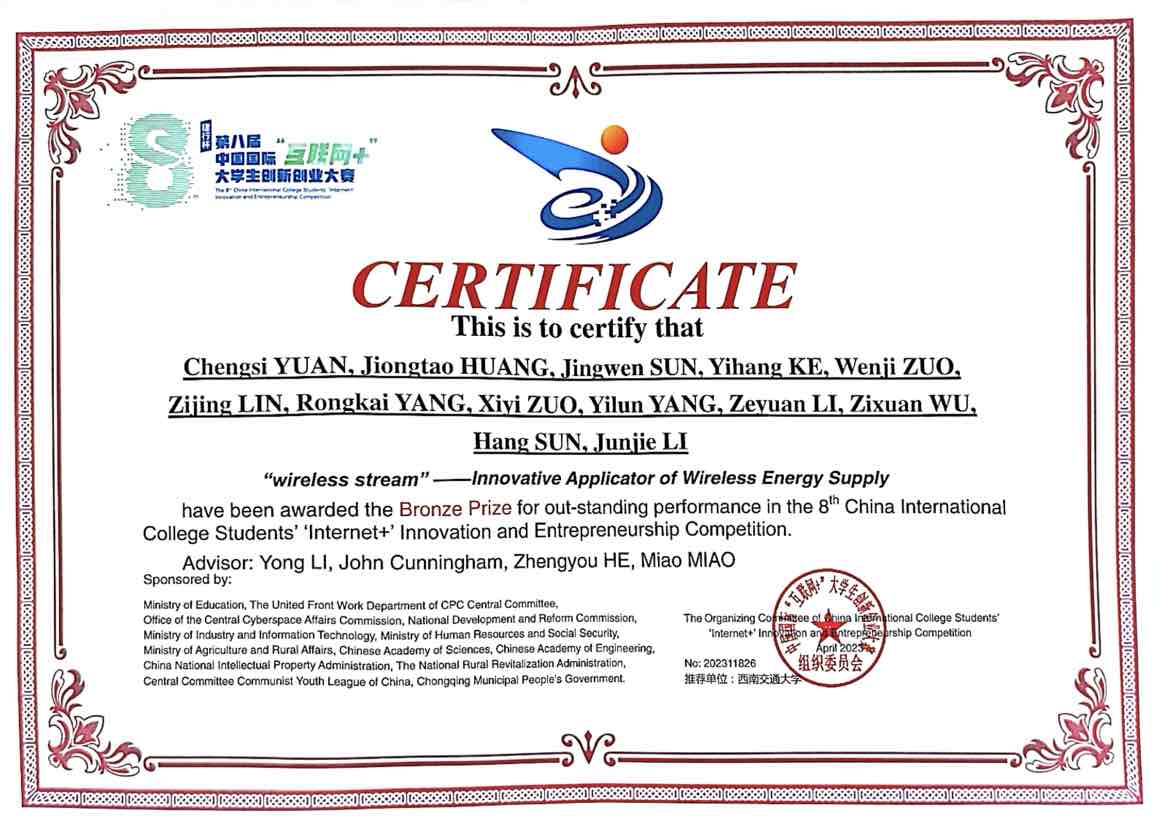 建行杯
第八届
中国国际"互联网+"
大学生创新创业大赛
The 8th China International College Students' 'Internet+'
Innovation and Entrepreneurship Competition
CERTIFICATE
This is to certify that
Chengsi YUAN, Jiongtao HUANG, Jingwen SUN, Yihang KE, Wenji ZUO,
Zijing LIN, Rongkai YANG, Xiyi ZUO, Yilun YANG, Zeyuan LI, Zixuan WU,
Hang SUN, Junjie LI
“wireless stream” ——Innovative Applicator of Wireless Energy Supply
have been awarded the Bronze Prize for out-standing performance in the 8th China International
College Students’ ‘Internet+’ Innovation and Entrepreneurship Competition.
Advisor: Yong LI, John Cunningham, Zhengyou HE, Miao MIAO
Sponsored by:
Ministry of Education, The United Front Work Department of CPC Central Committee,
Office of the Central Cyberspace Affairs Commission, National Development and Reform Commission,
Ministry of Industry and Information Technology, Ministry of Human Resources and Social Security,
Ministry of Agriculture and Rural Affairs, Chinese Academy of Sciences, Chinese Academy of Engineering,
China National Intellectual Property Administration, The National Rural Revitalization Administration,
Central Committee Communist Youth League of China, Chongqing Municipal People's Government.
The Organizing Committee of China International College Students’
'Internet+' Innovation and Entrepreneurship Competition
April 2023
No: 202311826
推荐单位：西南交通大学
"互联网+"大学生创新
组织委员会